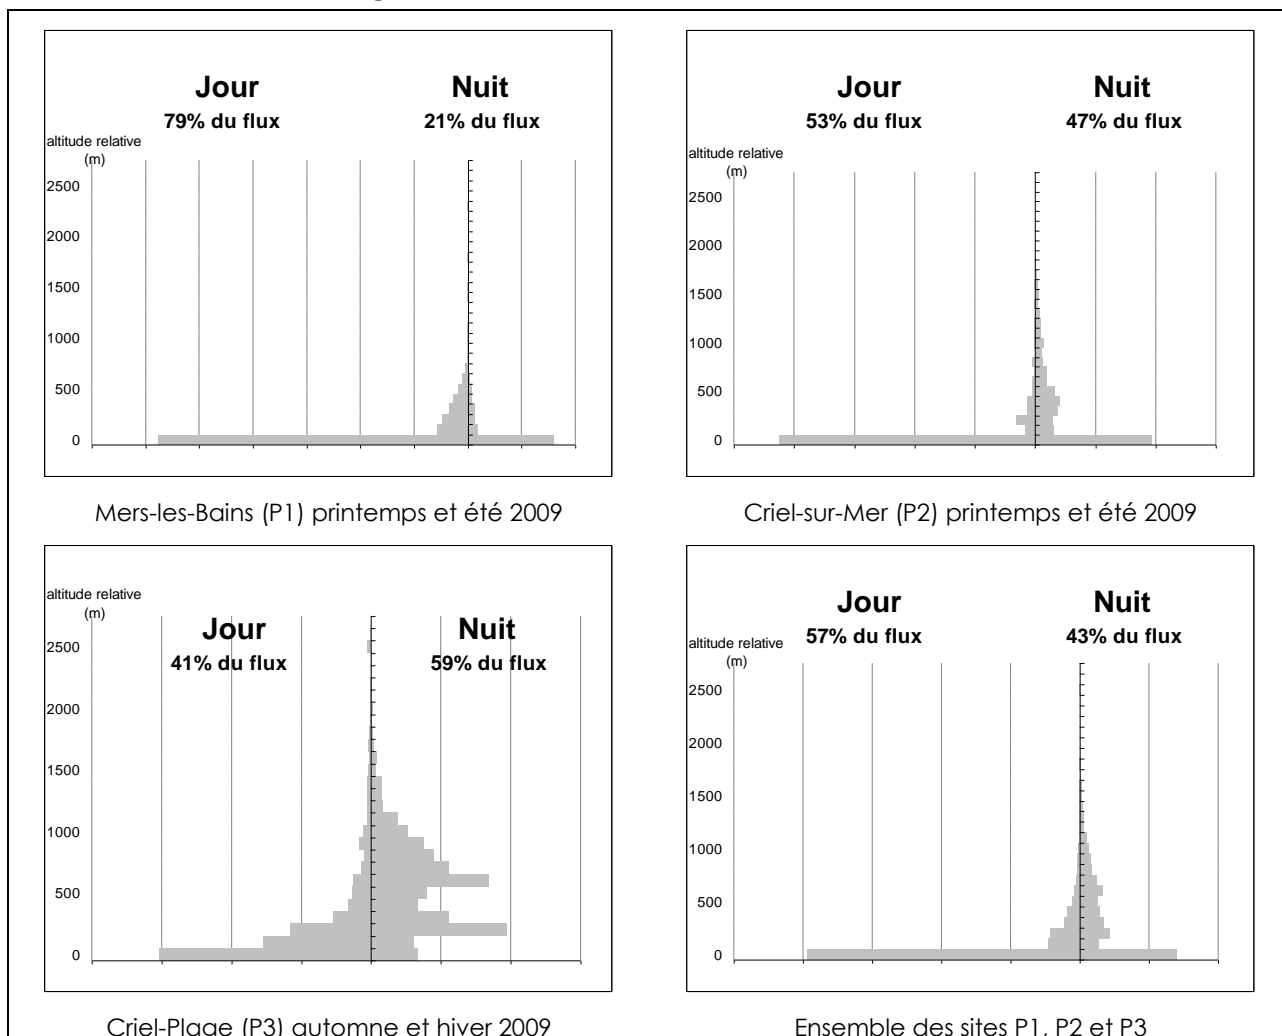 Jour Nuit
79% du flux 21% du flux
altitude relative
(m)
2500
2000
1500
1000
500
0
Mers-les-Bains (P1) printemps et été 2009
Jour Nuit
53% du flux 47% du flux
altitude relative
(m)
2500
2000
1500
1000
500
0
Criel-sur-Mer (P2) printemps et été 2009
altitude relative
(m)
Jour Nuit
41% du flux 59% du flux
2500
2000
1500
1000
500
0
Criel-Plage (P3) automne et hiver 2009
Jour Nuit
57% du flux 43% du flux
altitude relative
(m)
2500
2000
1500
1000
500
0
Ensemble des sites P1, P2 et P3